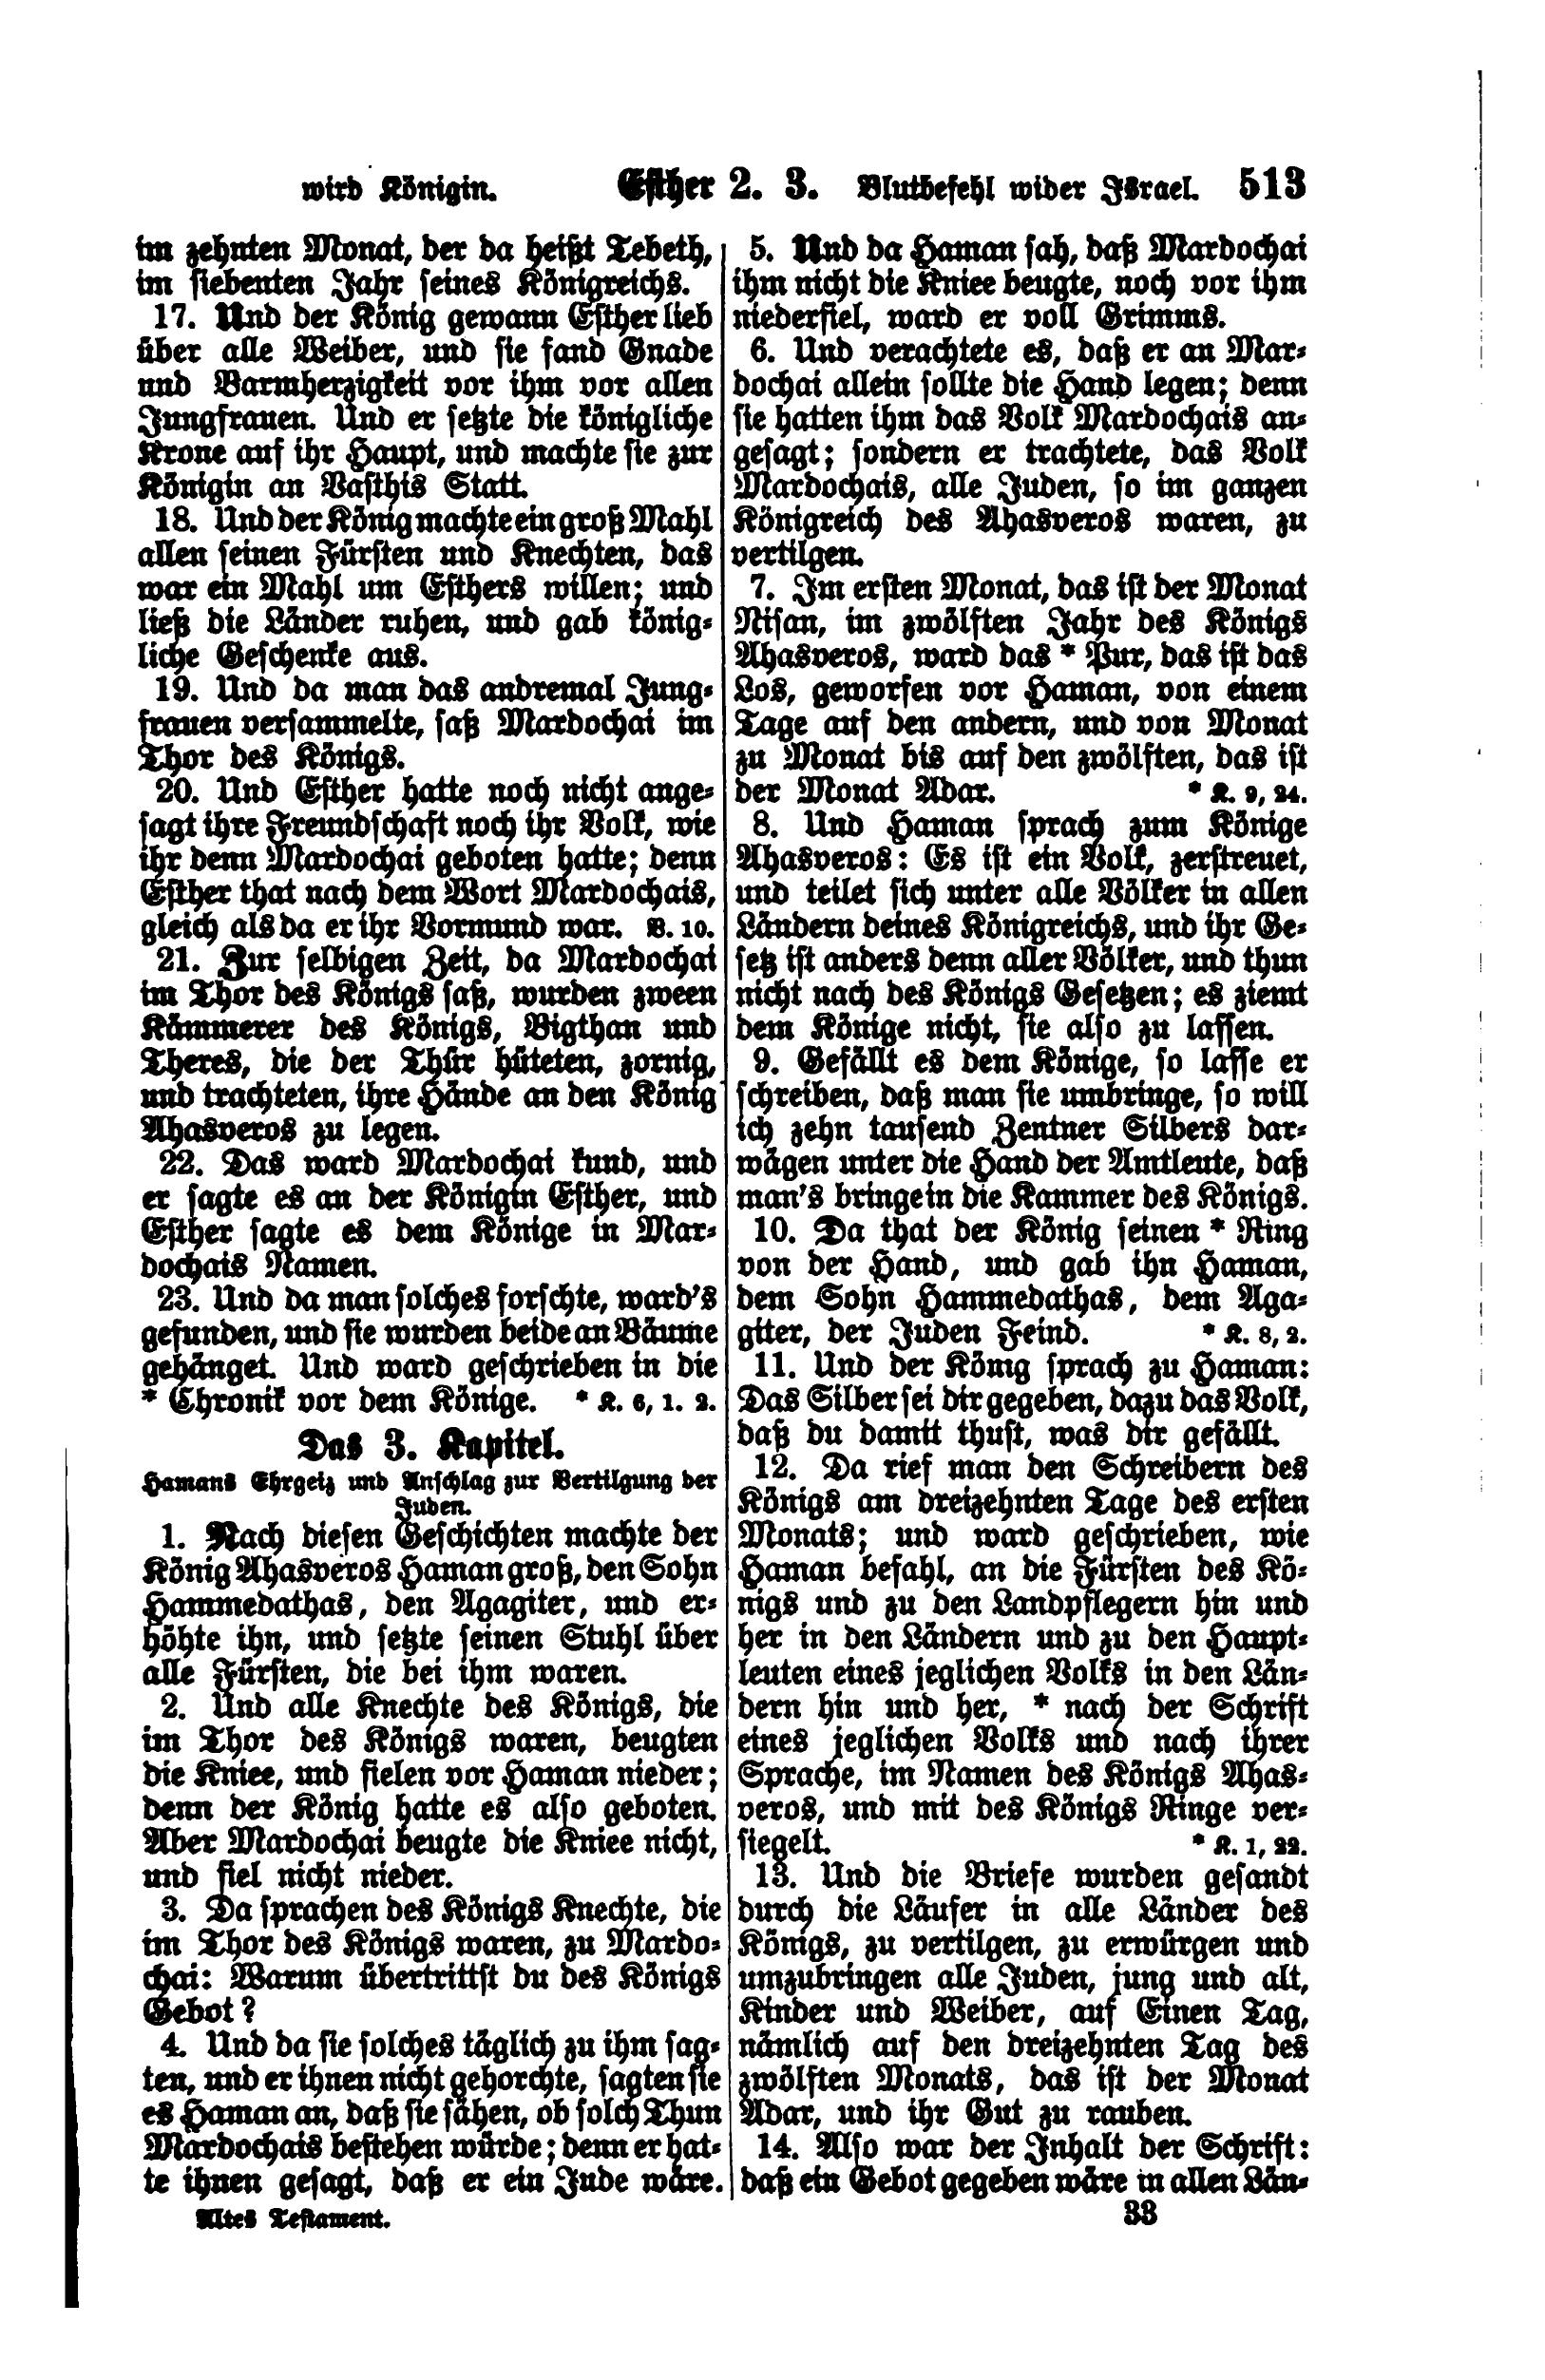 wird Königin. Esther 2. 3. Blutbefehl wider Israel. 513
im zehnten Monat, der da heißt Tebeth,
im siebenten Jahr seines Königreichs.
17. Und der König gewann Esther lieb
über alle Weiber, und sie fand Gnade
und Barmherzigkeit vor ihm vor allen
Jungfrauen. Und er setzte die königliche
Krone auf ihr Haupt, und machte sie zur
Königin an Vasthis Statt.
18. Und der König machte ein groß Mahl
allen seinen Fürsten und Knechten, das
war ein Mahl um Esthers willen; und
ließ die Länder ruhen, und gab könig-
liche Geschenke aus.
19. Und da man das andremal Jung-
frauen versammelte, saß Mardochai im
Thor des Königs.
20. Und Esther hatte noch nicht ange-
sagt ihre Freundschaft noch ihr Volk, wie
ihr denn Mardochai geboten hatte; denn
Esther that nach dem Wort Mardochais,
gleich als da er ihr Vormund war. V. 10.
21. Zur selbigen Zeit, da Mardochai
im Thor des Königs saß, wurden zween
Kämmerer des Königs, Bigthan und
Theres, die der Thür hüteten, zornig,
und trachteten, ihre Hände an den König
Ahasveros zu legen.
22. Das ward Mardochai kund, und
er sagte es an der Königin Esther, und
Esther sagte es dem Könige in Mar-
dochais Namen.
23. Und da man solches forschte, ward's
gefunden, und sie wurden beide an Bäume
gehänget. Und ward geschrieben in die
* Chronik vor dem Könige. * K. 6, 1. 2.
Das 3. Kapitel.
Hamans Ehrgeiz und Anschlag zur Vertilgung der
Juden.
1. Nach diesen Geschichten machte der
König Ahasveros Haman groß, den Sohn
Hammedathas, den Agagiter, und er-
höhte ihn, und setzte seinen Stuhl über
alle Fürsten, die bei ihm waren.
2. Und alle Knechte des Königs, die
im Thor des Königs waren, beugten
die Kniee, und fielen vor Haman nieder;
denn der König hatte es also geboten.
Aber Mardochai beugte die Kniee nicht,
und fiel nicht nieder.
3. Da sprachen des Königs Knechte, die
im Thor des Königs waren, zu Mardo-
chai: Warum übertrittst du des Königs
Gebot?
4. Und da sie solches täglich zu ihm sag-
ten, und er ihnen nicht gehorchte, sagten sie
es Haman an, daß sie sähen, ob solch Thun
Mardochais bestehen würde; denn er hat-
te ihnen gesagt, daß er ein Jude wäre.
5. Und da Haman sah, daß Mardochai
ihm nicht die Kniee beugte, noch vor ihm
niederfiel, ward er voll Grimms.
6. Und verachtete es, daß er an Mar-
dochai allein sollte die Hand legen; denn
sie hatten ihm das Volk Mardochais an-
gesagt; sondern er trachtete, das Volk
Mardochais, alle Juden, so im ganzen
Königreich des Ahasveros waren, zu
vertilgen.
7. Im ersten Monat, das ist der Monat
Nisan, im zwölften Jahr des Königs
Ahasveros, ward das * Pur, das ist das
Los, geworfen vor Haman, von einem
Tage auf den andern, und von Monat
zu Monat bis auf den zwölften, das ist
der Monat Adar. * K. 9, 24.
8. Und Haman sprach zum Könige
Ahasveros: Es ist ein Volk, zerstreuet,
und teilet sich unter alle Völker in allen
Ländern deines Königreichs, und ihr Ge-
setz ist anders denn aller Völker, und thun
nicht nach des Königs Gesetzen; es ziemt
dem Könige nicht, sie also zu lassen.
9. Gefällt es dem Könige, so lasse er
schreiben, daß man sie umbringe, so will
ich zehn tausend Zentner Silbers dar-
wägen unter die Hand der Amtleute, daß
man's bringe in die Kammer des Königs.
10. Da that der König seinen * Ring
von der Hand, und gab ihn Haman,
dem Sohn Hammedathas, dem Aga-
giter, der Juden Feind. * K. 8, 2.
11. Und der König sprach zu Haman:
Das Silber sei dir gegeben, dazu das Volk,
daß du damit thust, was dir gefällt.
12. Da rief man den Schreibern des
Königs am dreizehnten Tage des ersten
Monats; und ward geschrieben, wie
Haman befahl, an die Fürsten des Kö-
nigs und zu den Landpflegern hin und
her in den Ländern und zu den Haupt-
leuten eines jeglichen Volks in den Län-
dern hin und her, * nach der Schrift
eines jeglichen Volks und nach ihrer
Sprache, im Namen des Königs Ahas-
veros, und mit des Königs Ringe ver-
siegelt. * K. 1, 22.
13. Und die Briefe wurden gesandt
durch die Läufer in alle Länder des
Königs, zu vertilgen, zu erwürgen und
umzubringen alle Juden, jung und alt,
Kinder und Weiber, auf Einen Tag,
nämlich auf den dreizehnten Tag des
zwölften Monats, das ist der Monat
Adar, und ihr Gut zu rauben.
14. Also war der Inhalt der Schrift:
daß ein Gebot gegeben wäre in allen Län-
Altes Testament. 33